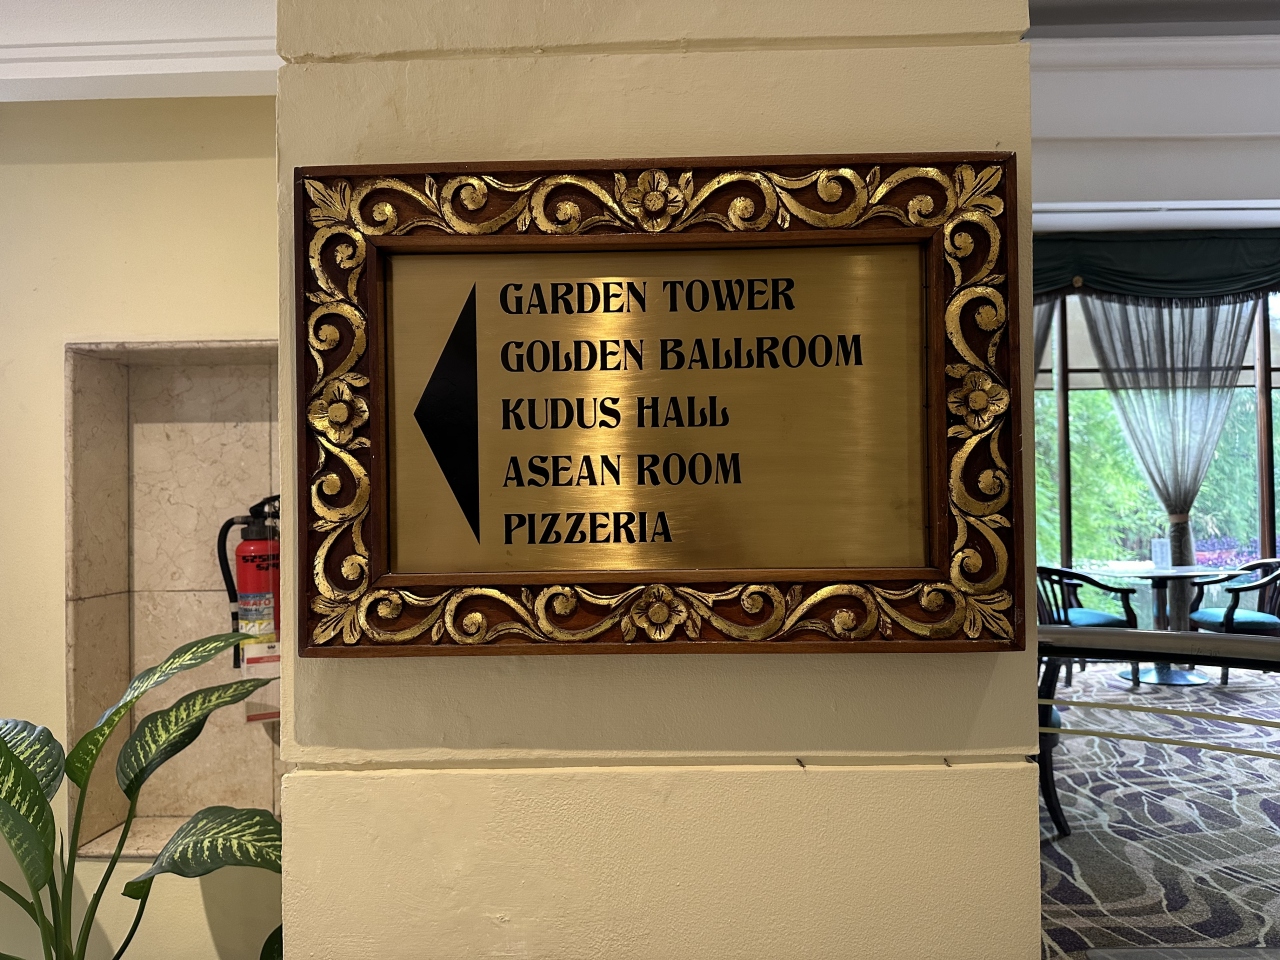 GARDEN TOWER
GOLDEN BALLROOM
KUDUS HALL
ASEAN ROOM
PIZZERIA